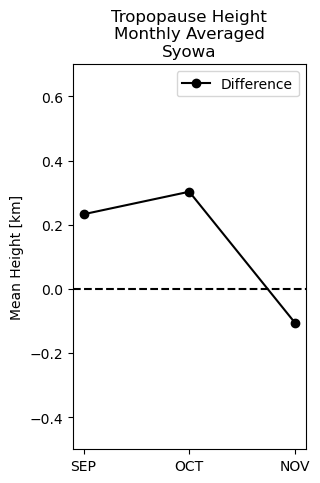 Tropopause Height
Monthly Averaged
Syowa
Difference
Mean Height [km]
0.6
0.4
0.2
0.0
−0.2
−0.4
SEP OCT NOV